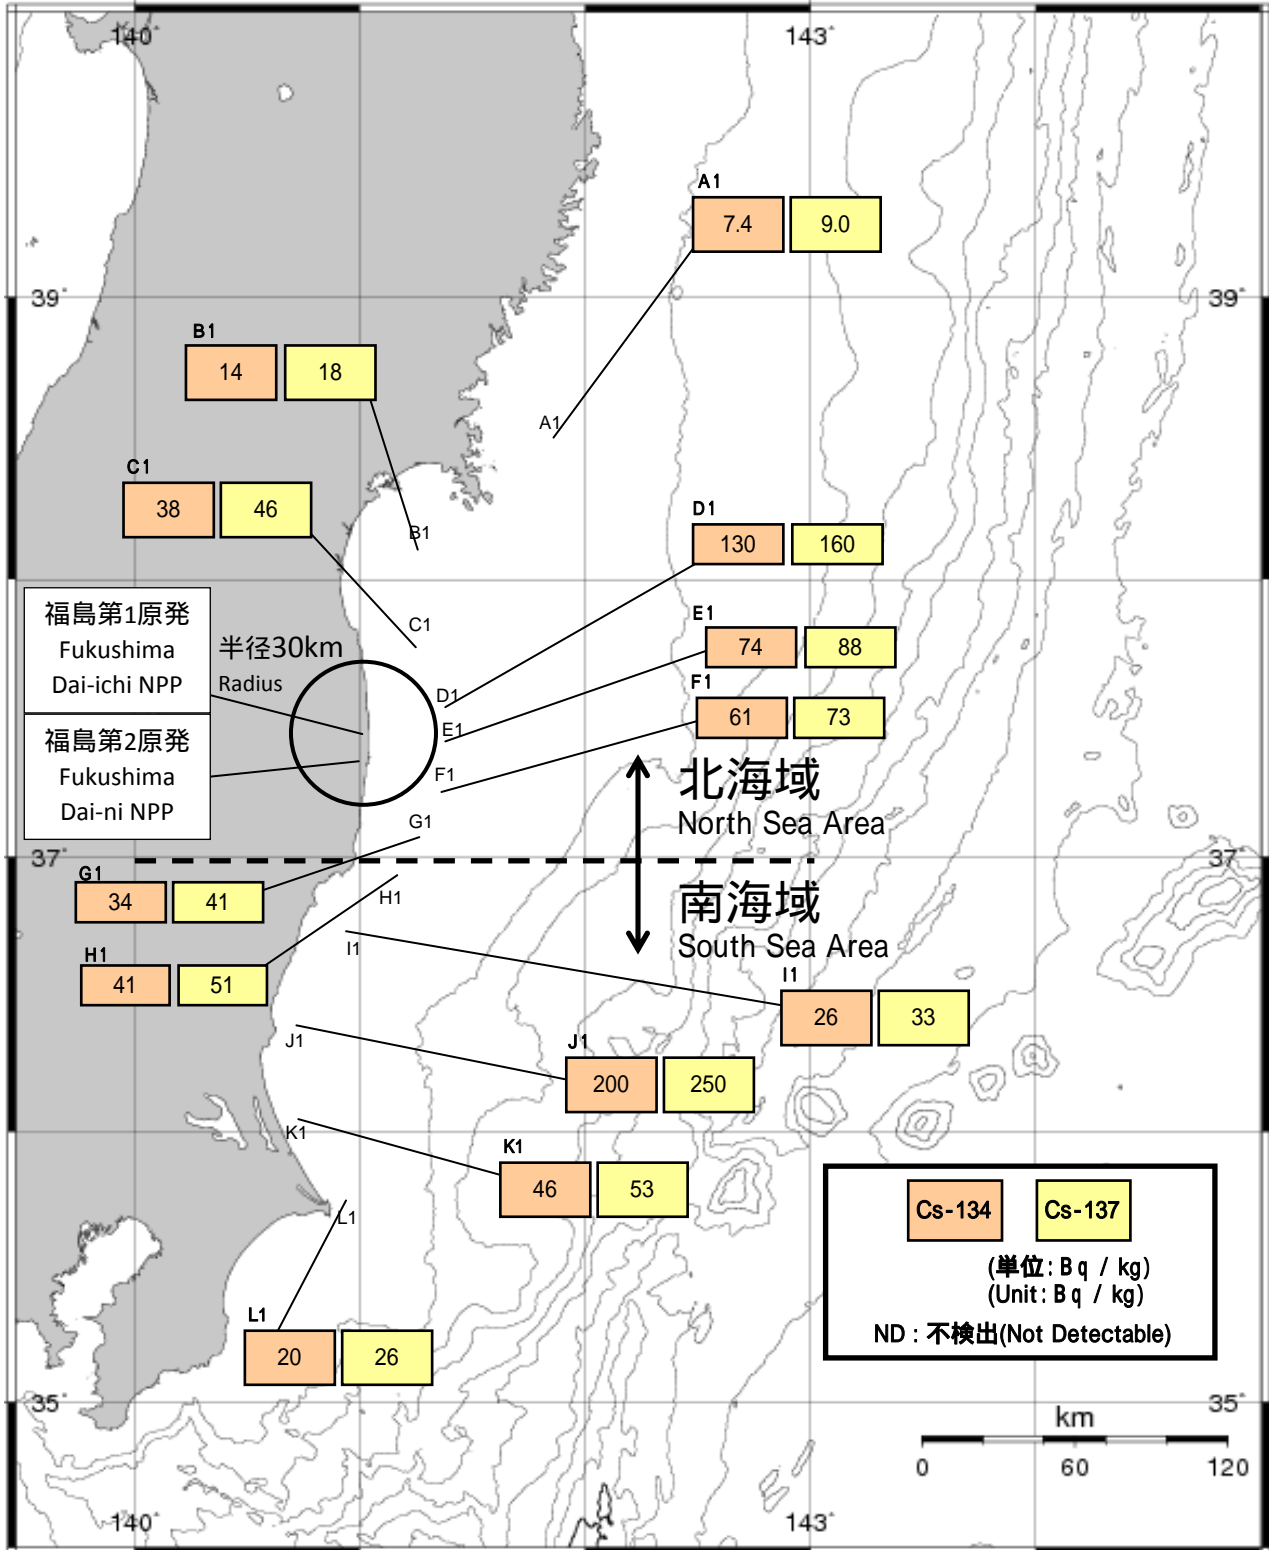 140°
143°
A1
7.4
9.0
39°
39°
B1
14
18
A1
C1
38
46
B1
D1
130
160
福島第1原発
Fukushima
Dai-ichi NPP
半径30km
Radius
C1
E1
74
88
D1
F1
61
73
E1
福島第2原発
Fukushima
Dai-ni NPP
F1
北海域
North Sea Area
G1
37°
37°
G1
34
41
H1
南海域
South Sea Area
I1
H1
41
51
I1
26
33
J1
J1
200
250
K1
K1
46
53
L1
Cs-134
Cs-137
(単位:Bq / kg)
(Unit:Bq / kg)
ND : 不検出(Not Detectable)
L1
20
26
35°
35°
km
0
60
120
140°
143°